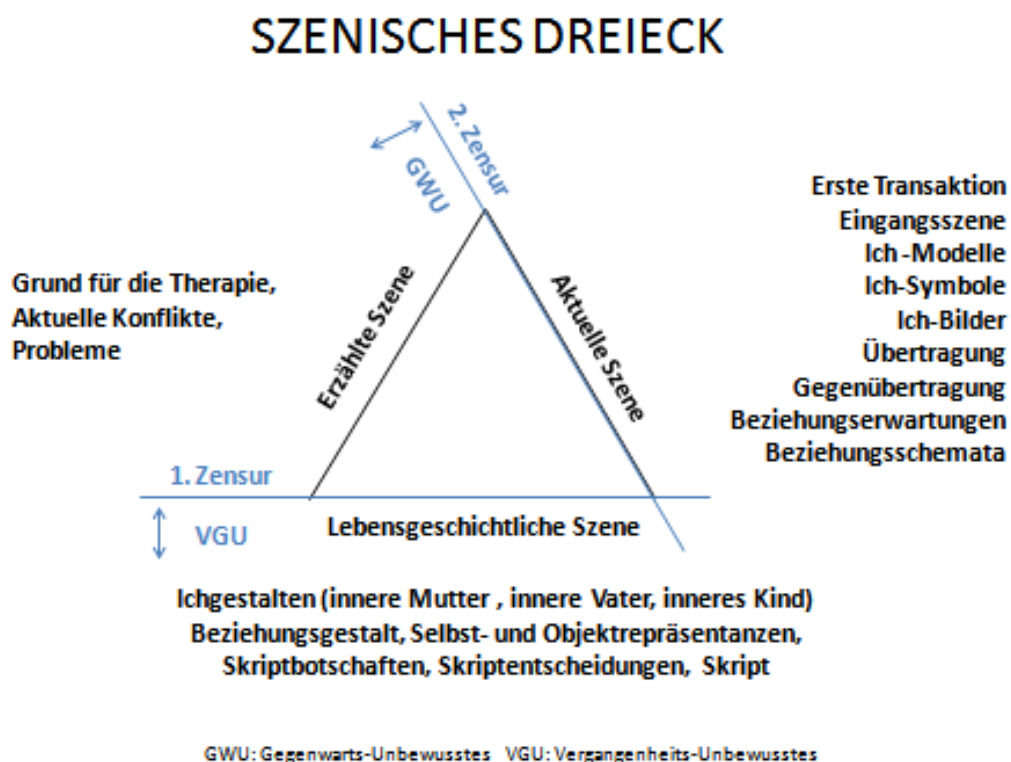 SZENISCHES DREIECK
2. Zensur
GWU
Erste Transaktion
Eingangsszene
Ich -Modelle
Ich-Symbole
Ich-Bilder
Übertragung
Gegenübertragung
Beziehungserwartungen
Beziehungsschemata
Grund für die Therapie,
Aktuelle Konflikte,
Probleme
Erzählte Szene
Aktuelle Szene
1. Zensur
VGU
Lebensgeschichtliche Szene
Ichgestalten (innere Mutter , innere Vater, inneres Kind)
Beziehungsgestalt, Selbst- und Objektrepräsentanzen,
Skriptbotschaften, Skriptentscheidungen, Skript
GWU: Gegenwarts-Unbewusstes VGU: Vergangenheits-Unbewusstes